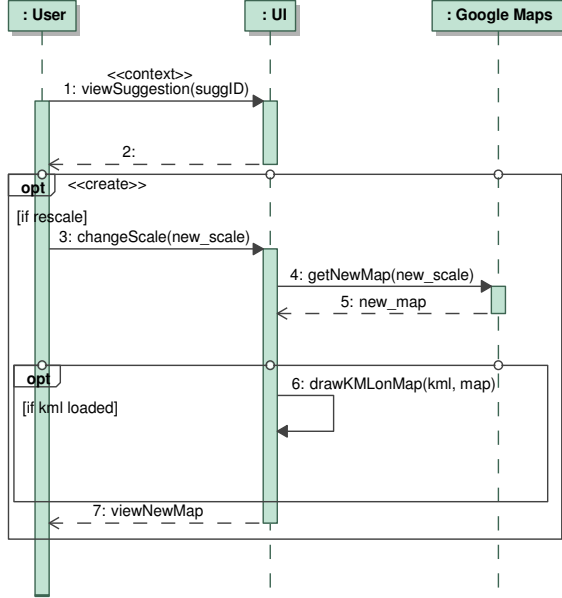 : User
: UI
: Google Maps
<<context>>
1: viewSuggestion(suggID)
2:
opt
<<create>>
[if rescale]
3: changeScale(new_scale)
4: getNewMap(new_scale)
5: new_map
opt
6: drawKMLonMap(kml, map)
[if kml loaded]
7: viewNewMap